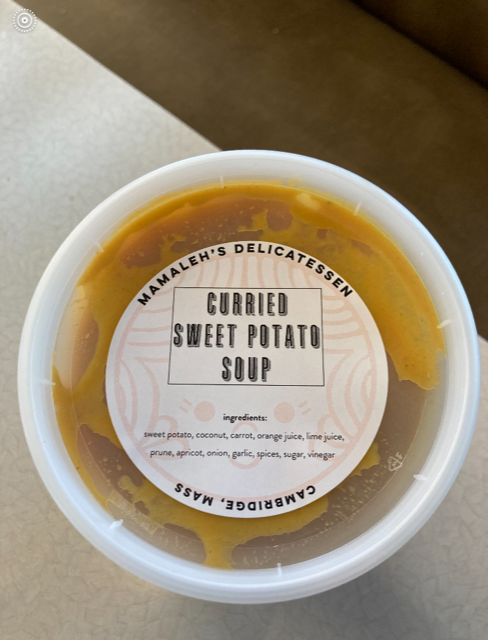 MAMALEH'S DELICATESSEN
CURRIED
SWEET POTATO
SOUP
ingredients:
sweet potato, coconut, carrot, orange juice, lime juice,
prune, apricot, onion, garlic, spices, sugar, vinegar
CAMBRIDGE, MASS